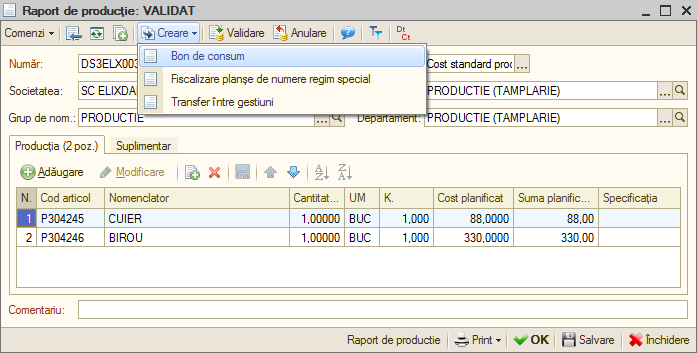 Raport de producție: VALIDAT
Comenzi Creare Validare Anulare Dt Ct
Bon de consum
Fiscalizare planșe de numere regim special
Transfer între gestiuni
Număr: DS3ELX003 Cost standard proc ...
Societatea: SC ELIXDA PRODUCTIE (TAMPLARIE) ...
Grup de nom.: PRODUCTIE ... Departament: PRODUCTIE (TAMPLARIE) ...
Producția (2 poz.) Suplimentar
Adăugare Modificare
N. Cod articol Nomenclator Cantitat... UM K. Cost planificat Suma planific... Specificația
1 P304245 CUIER 1,00000 BUC 1,000 88,0000 88,00
2 P304246 BIROU 1,00000 BUC 1,000 330,0000 330,00
Comentariu:
Raport de productie Print OK Salvare Închidere